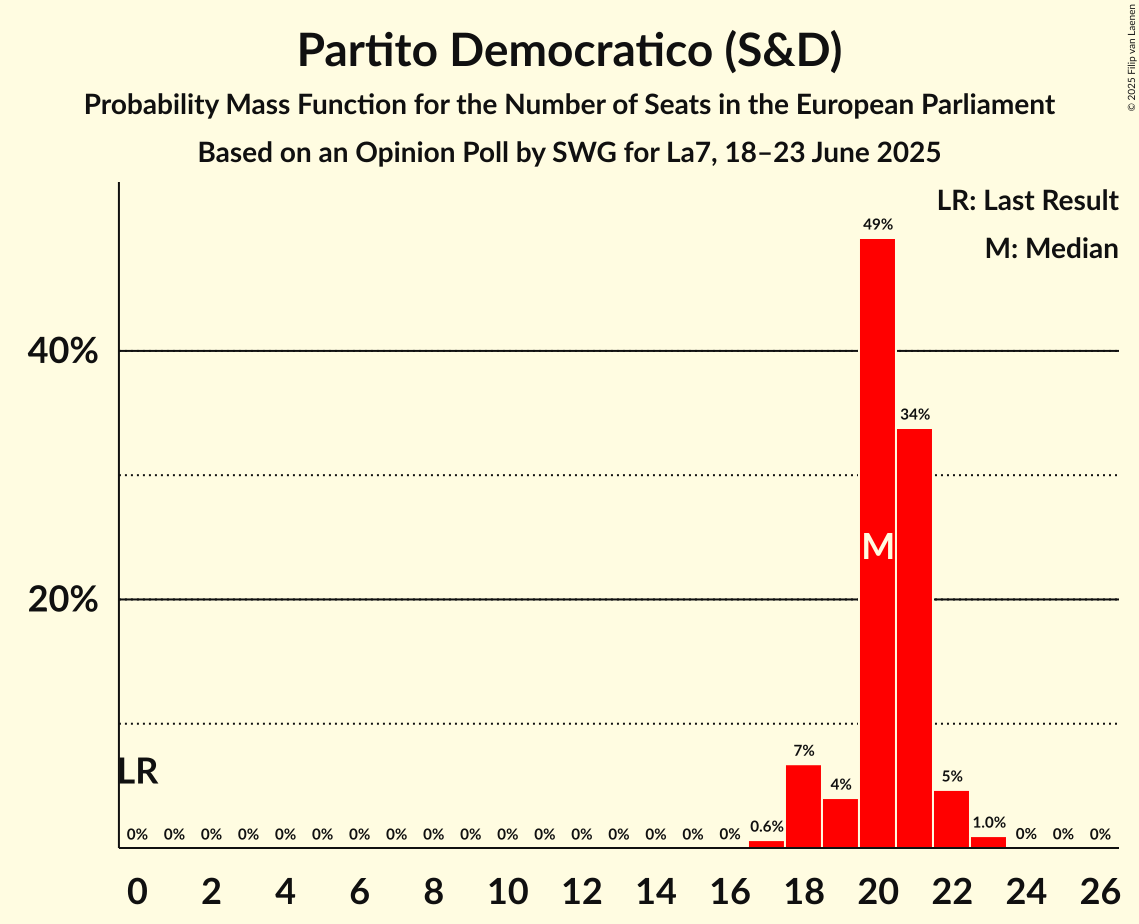 Partito Democratico (S&D)
Probability Mass Function for the Number of Seats in the European Parliament
Based on an Opinion Poll by SWG for La7, 18–23 June 2025
© 2025 Filip van Laenen
LR: Last Result
M: Median
49%
40%
34%
M
20%
LR
7%
4%
5%
0% 0% 0% 0% 0% 0% 0% 0% 0% 0% 0% 0% 0% 0% 0% 0% 0% 0.6% 1.0% 0% 0% 0%
0 2 4 6 8 10 12 14 16 18 20 22 24 26